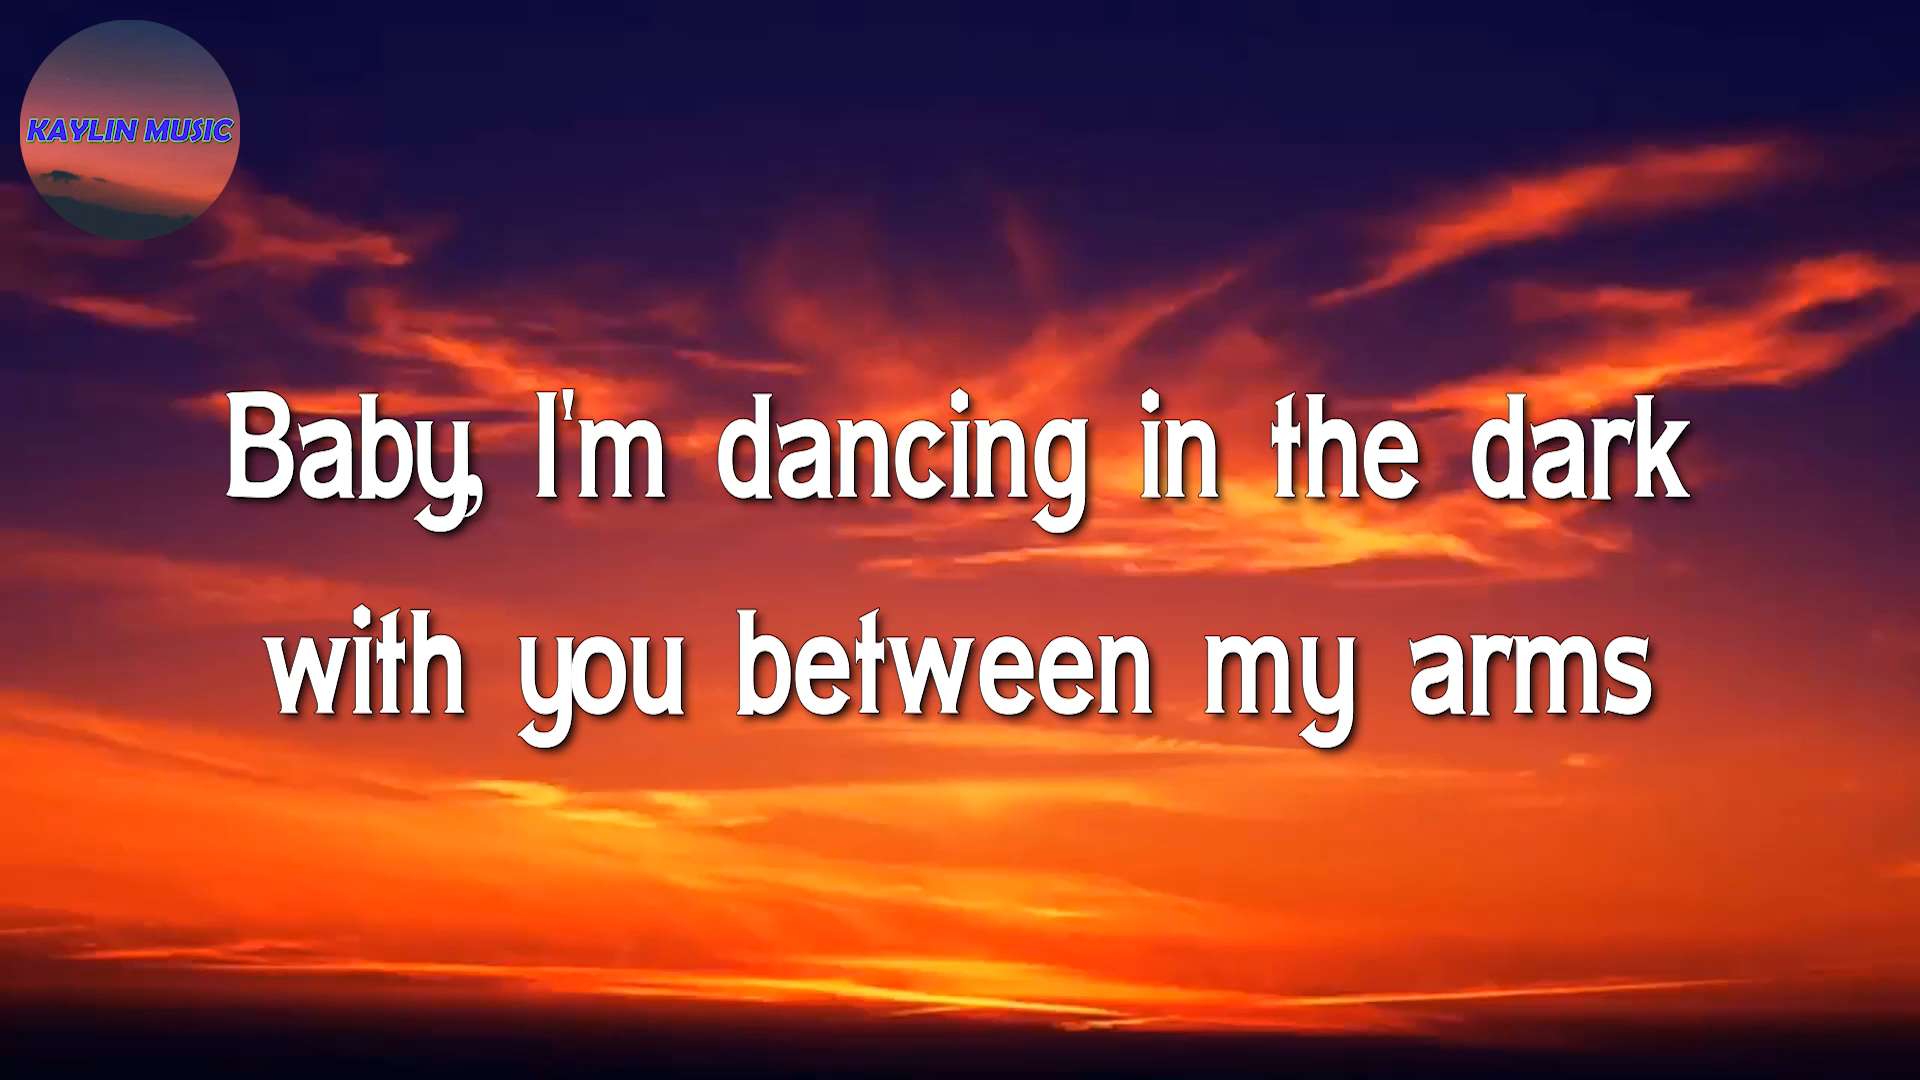 KAYLIN MUSIC
Baby, I'm dancing in the dark
with you between my arms